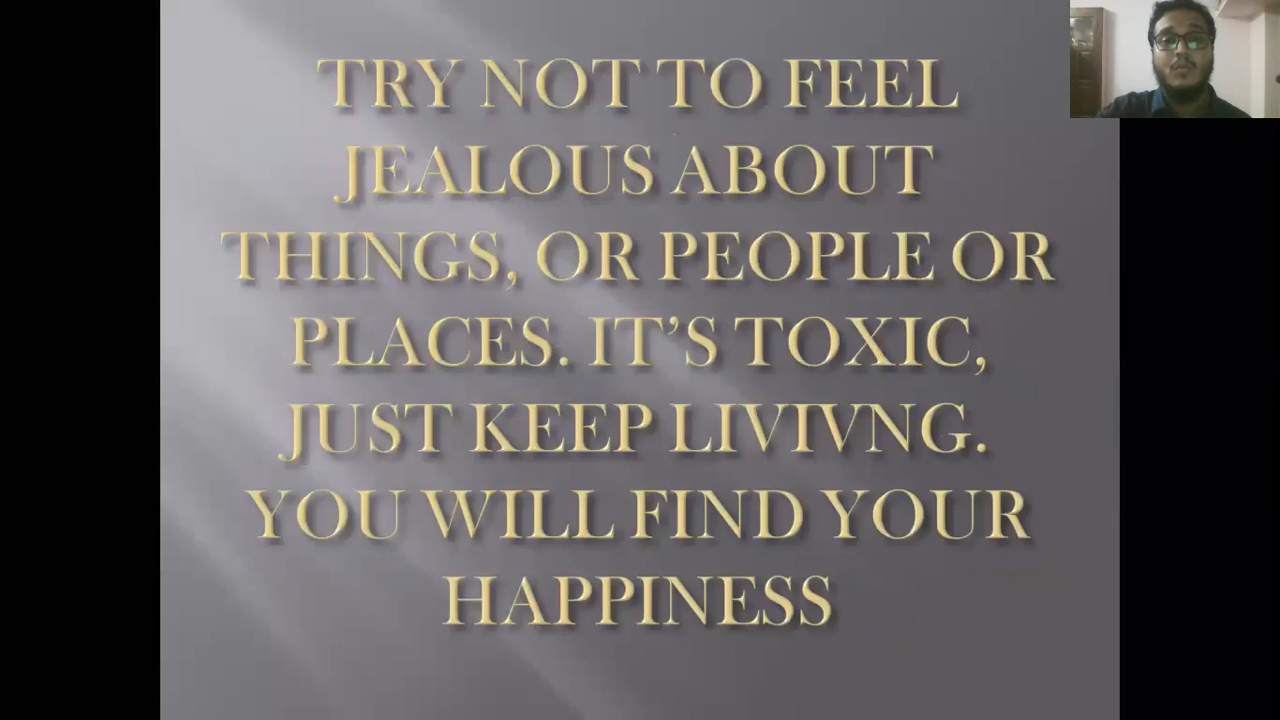 TRY NOT TO FEEL
JEALOUS ABOUT
THINGS, OR PEOPLE OR
PLACES. IT’S TOXIC,
JUST KEEP LIVIVNG.
YOU WILL FIND YOUR
HAPPINESS